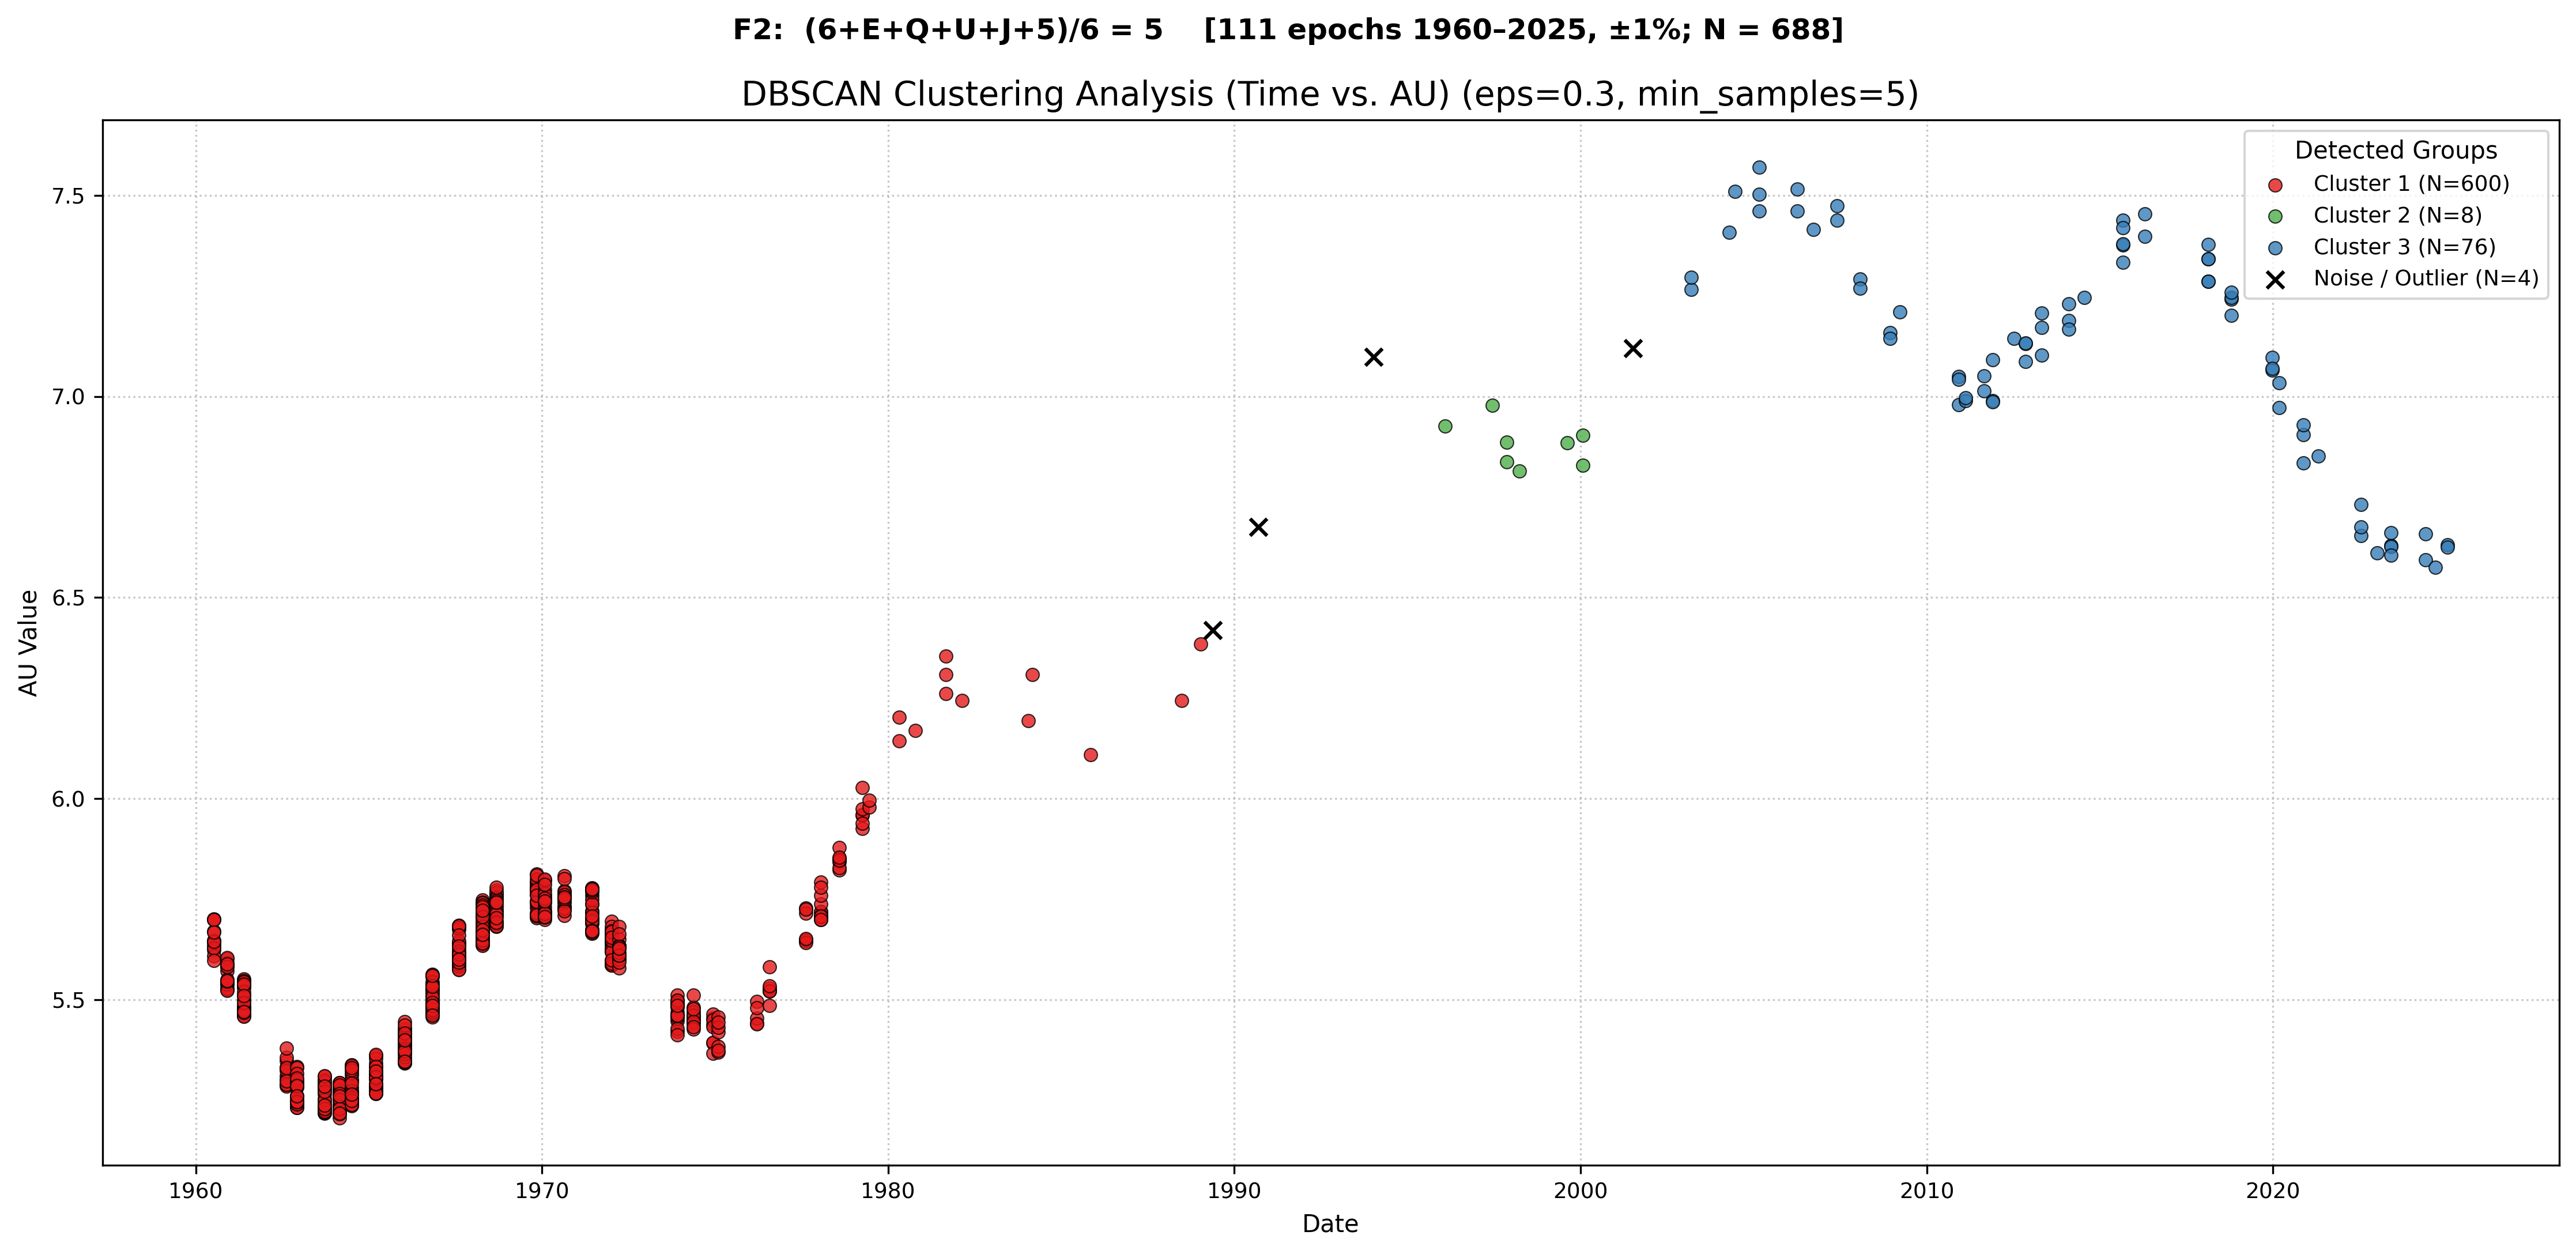 F2:  (6+E+Q+U+J+5)/6 = 5    [111 epochs 1960–2025, ±1%; N = 688]
DBSCAN Clustering Analysis (Time vs. AU) (eps=0.3, min_samples=5)
Detected Groups
Cluster 1 (N=600)
Cluster 2 (N=8)
Cluster 3 (N=76)
Noise / Outlier (N=4)
AU Value
7.5
7.0
6.5
6.0
5.5
1960 1970 1980 1990 2000 2010 2020
Date